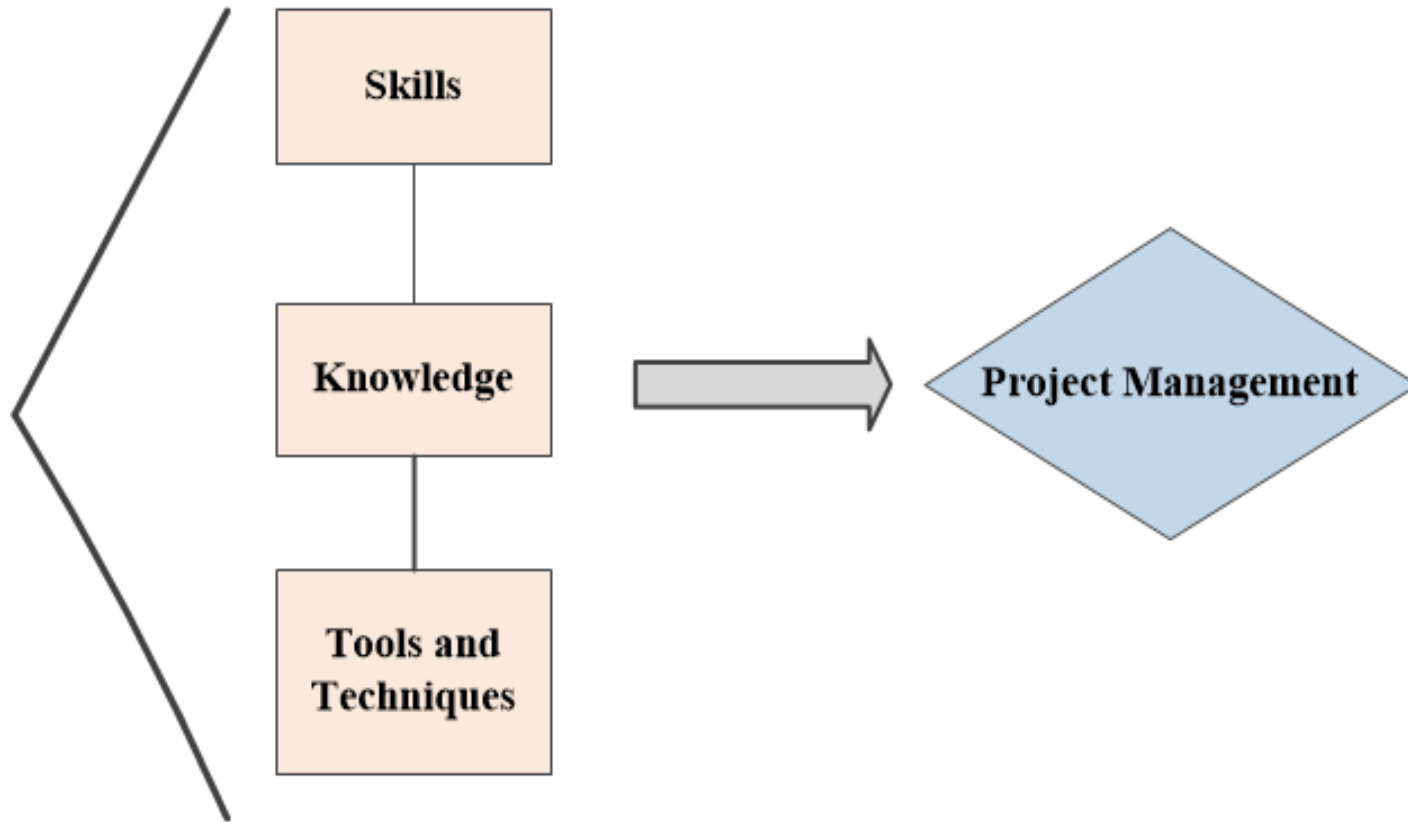 Skills
Knowledge
Project Management
Tools and
Techniques